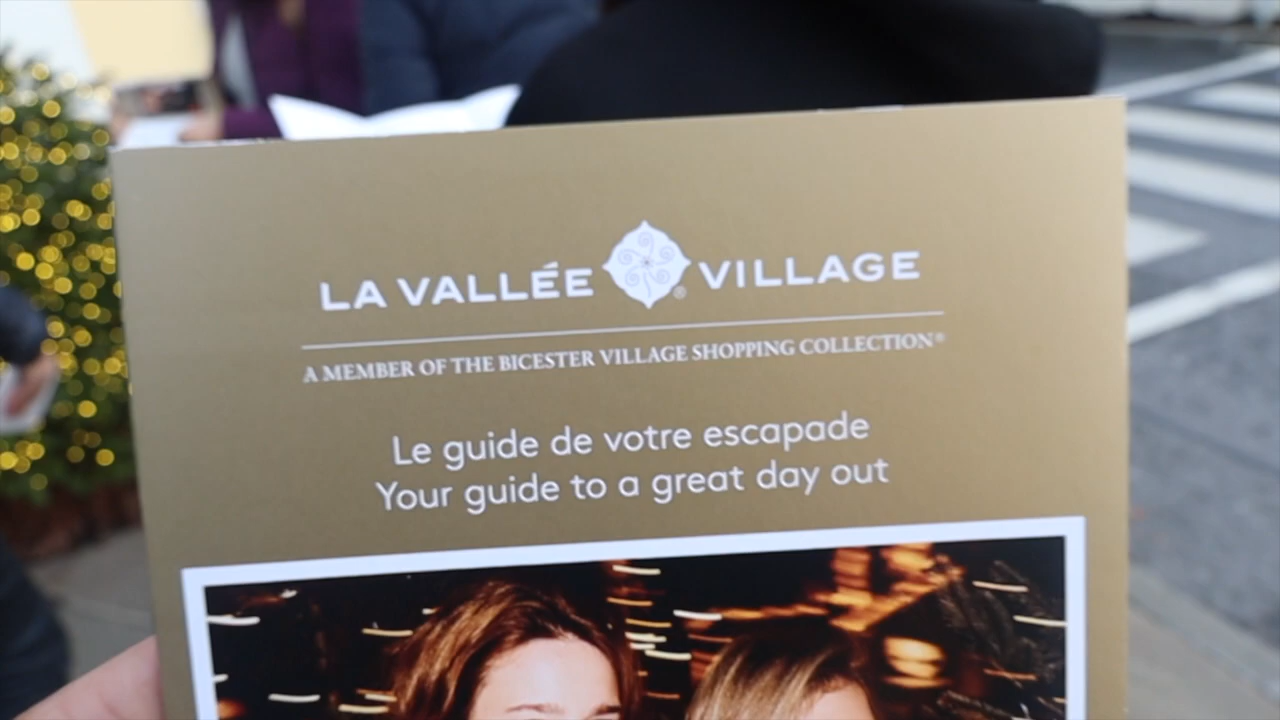 LA VALLÉE VILLAGE®
A MEMBER OF THE BICESTER VILLAGE SHOPPING COLLECTION®
Le guide de votre escapade
Your guide to a great day out